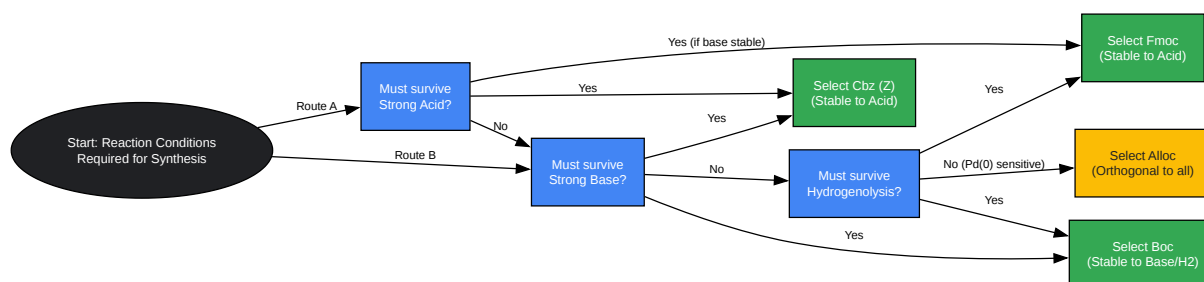 Start: Reaction Conditions
Required for Synthesis
Route A
Route B
Must survive
Strong Acid?
Yes (if base stable)
Yes
No
Must survive
Strong Base?
Yes
No
Yes
Select Cbz (Z)
(Stable to Acid)
Must survive
Hydrogenolysis?
Yes
No (Pd(0) sensitive)
Yes
Select Fmoc
(Stable to Acid)
Select Alloc
(Orthogonal to all)
Select Boc
(Stable to Base/H2)